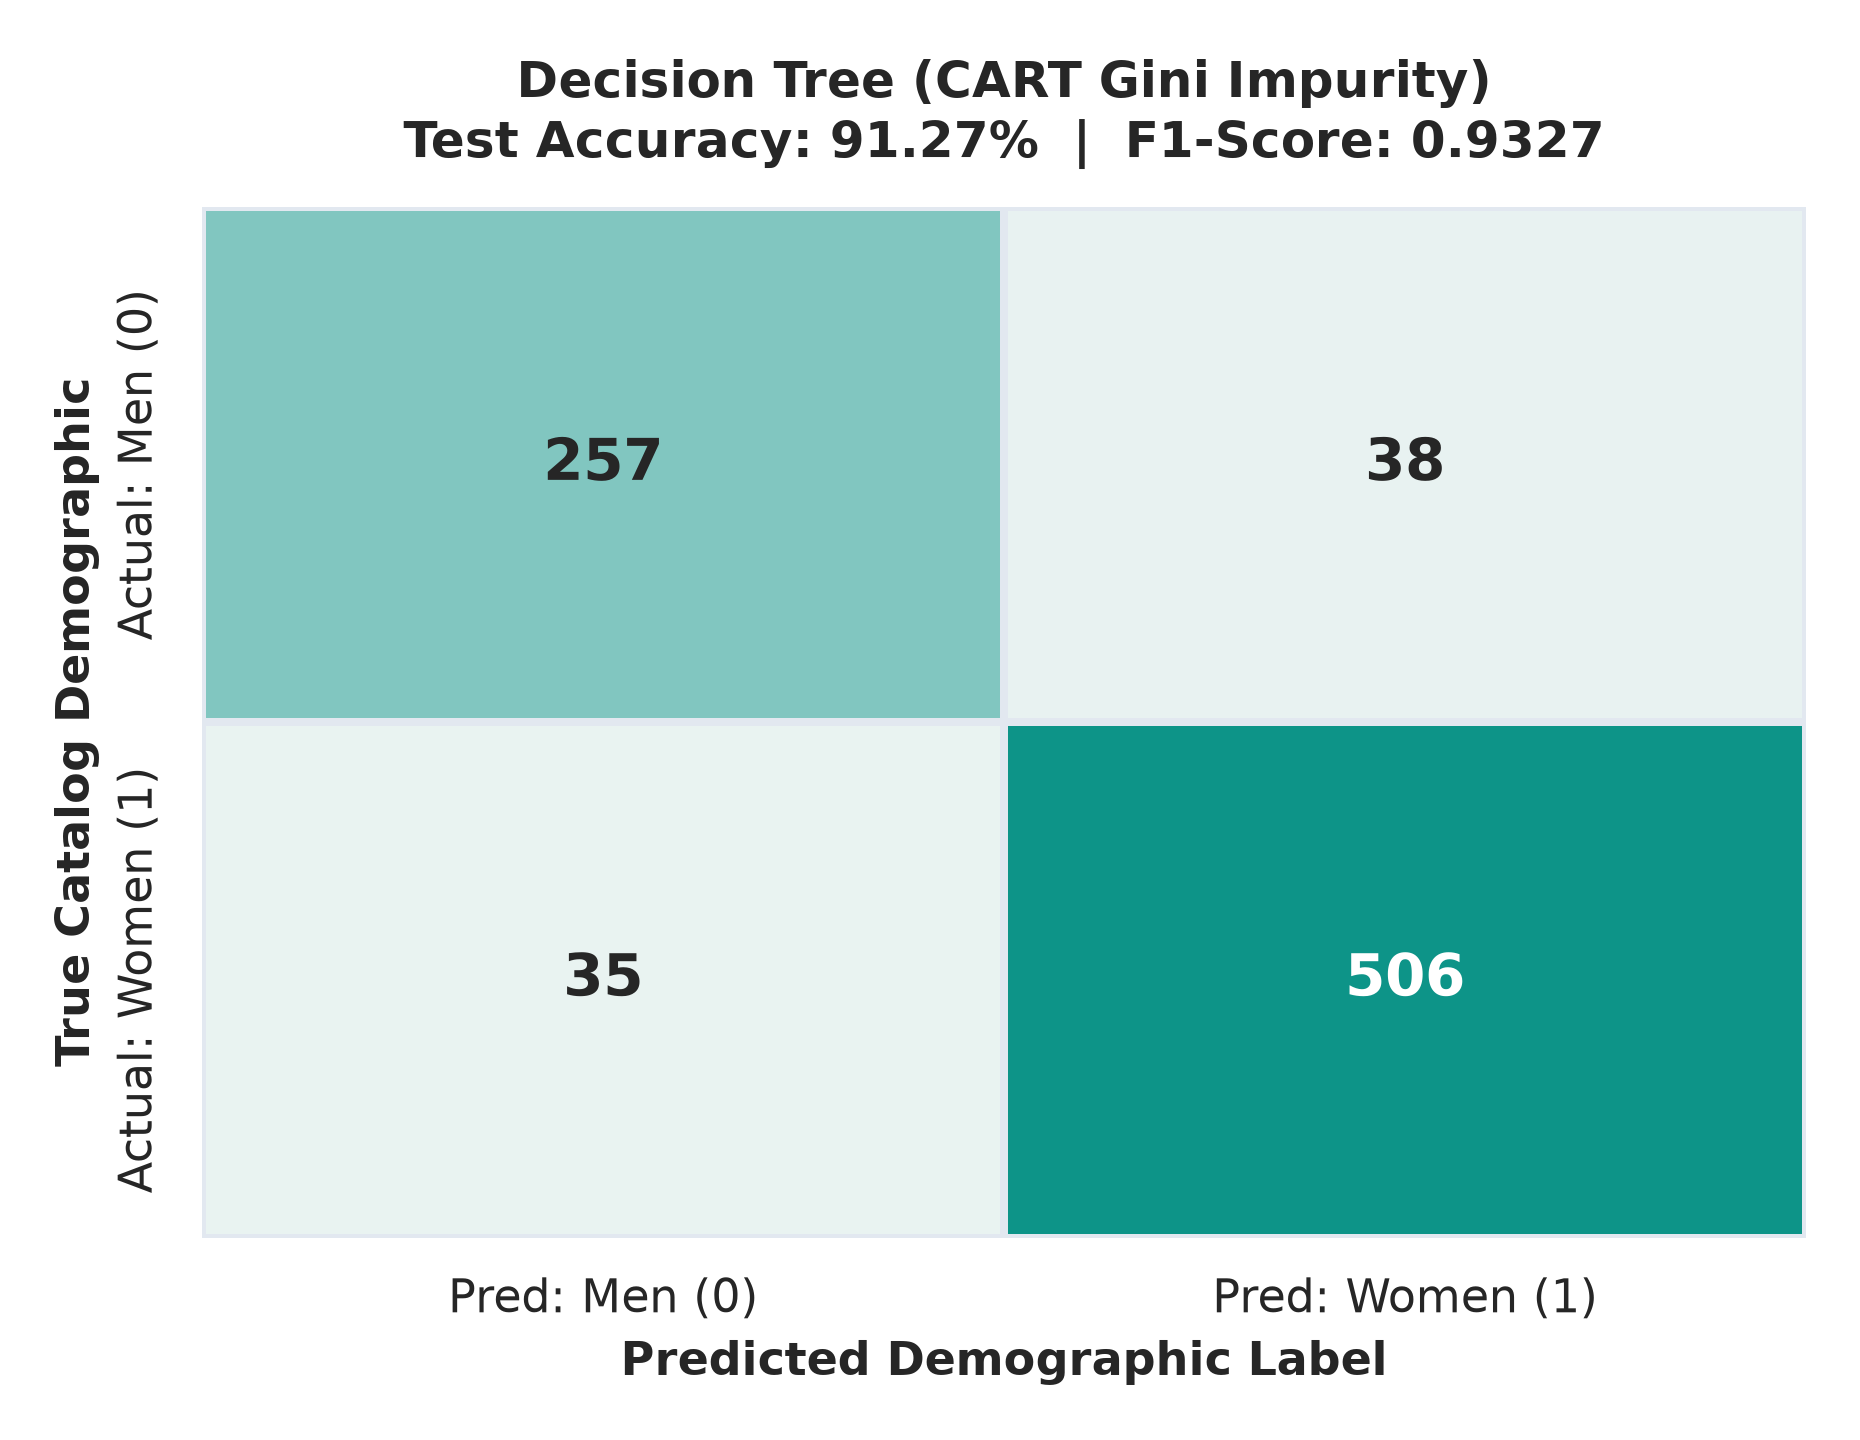 Decision Tree (CART Gini Impurity)
Test Accuracy: 91.27%  |  F1-Score: 0.9327
True Catalog Demographic
Actual: Men (0)
257
38
Actual: Women (1)
35
506
Pred: Men (0)
Pred: Women (1)
Predicted Demographic Label